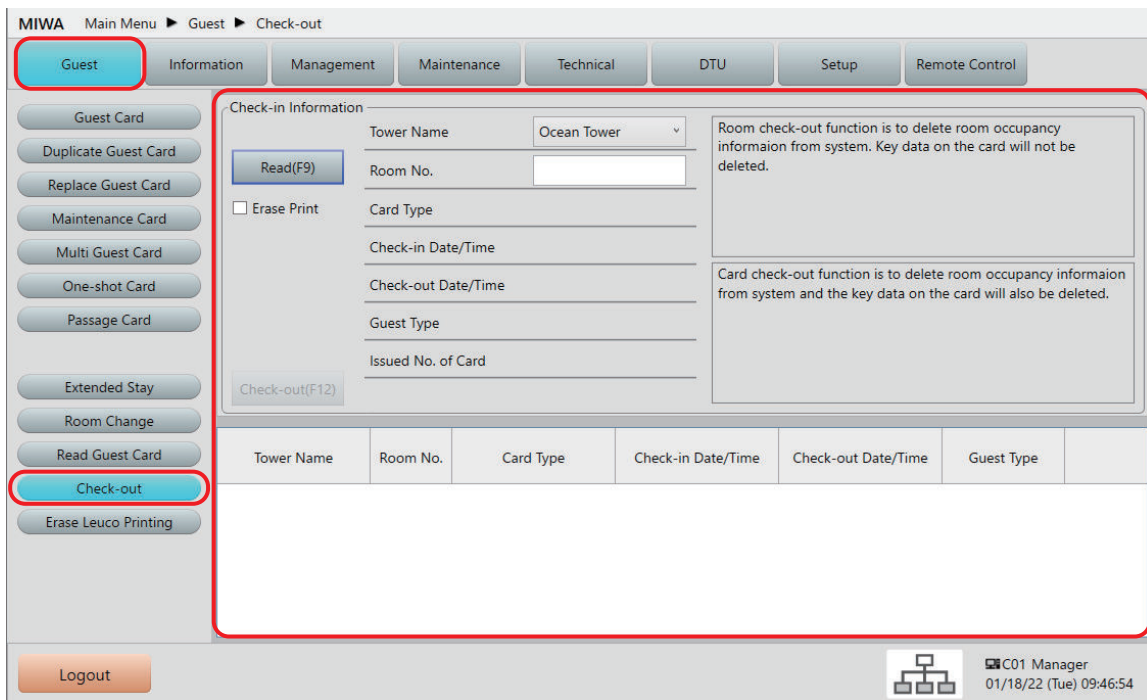 MIWA Main Menu ▶ Guest ▶ Check-out
Guest Information Management Maintenance Technical DTU Setup Remote Control
Guest Card
Duplicate Guest Card
Replace Guest Card
Maintenance Card
Multi Guest Card
One-shot Card
Passage Card
Extended Stay
Room Change
Read Guest Card
Check-out
Erase Leuco Printing
Check-in Information
Read(F9)
Erase Print
Check-out(F12)
Tower Name Ocean Tower
Room No.
Card Type
Check-in Date/Time
Check-out Date/Time
Guest Type
Issued No. of Card
Room check-out function is to delete room occupancy
informaion from system. Key data on the card will not be
deleted.
Card check-out function is to delete room occupancy informaion
from system and the key data on the card will also be deleted.
Tower Name Room No. Card Type Check-in Date/Time Check-out Date/Time Guest Type
Logout
C01 Manager
01/18/22 (Tue) 09:46:54